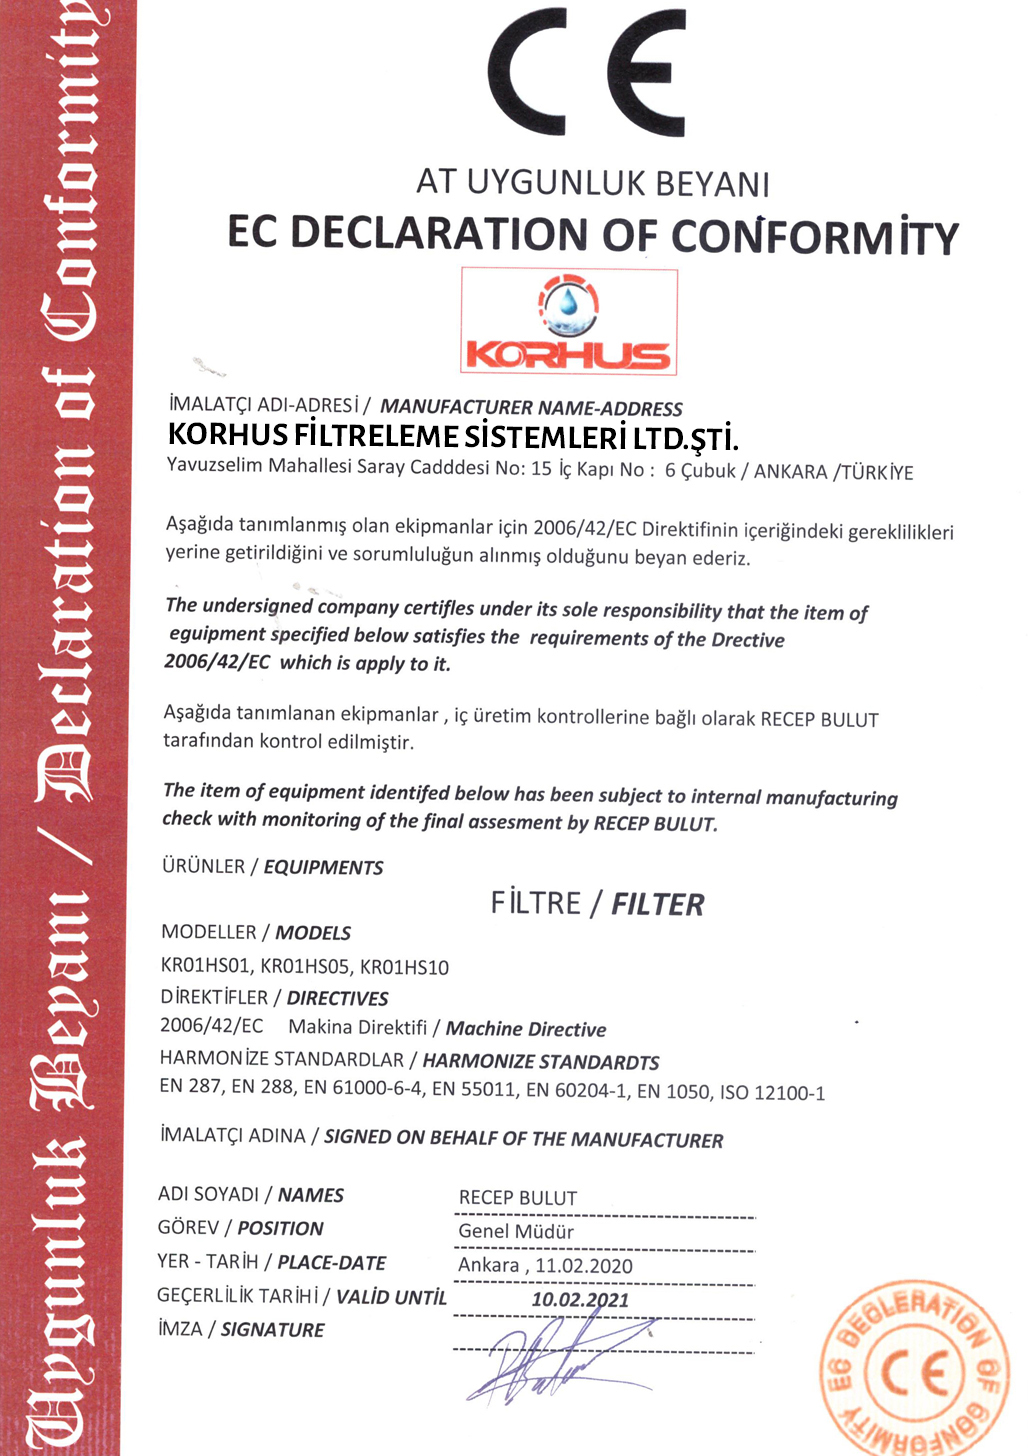 CE
AT UYGUNLUK BEYANI
EC DECLARATION OF CONFORMİTY
KORHUS
İMALATÇI ADI-ADRESİ / MANUFACTURER NAME-ADDRESS
KORHUS FİLTRELEME SİSTEMLERİ LTD.ŞTİ.
Yavuzselim Mahallesi Saray Cadddesi No: 15 İç Kapı No : 6 Çubuk / ANKARA /TÜRKİYE
Aşağıda tanımlanmış olan ekipmanlar için 2006/42/EC Direktifinin içeriğindeki gereklilikleri
yerine getirildiğini ve sorumluluğun alınmış olduğunu beyan ederiz.
The undersigned company certifles under its sole responsibility that the item of
eguipment specified below satisfies the requirements of the Drective
2006/42/EC which is apply to it.
Aşağıda tanımlanan ekipmanlar , iç üretim kontrollerine bağlı olarak RECEP BULUT
tarafından kontrol edilmiştir.
The item of equipment identifed below has been subject to internal manufacturing
check with monitoring of the final assesment by RECEP BULUT.
ÜRÜNLER / EQUIPMENTS
FİLTRE / FILTER
MODELLER / MODELS
KR01HS01, KR01HS05, KR01HS10
DİREKTİFLER / DIRECTIVES
2006/42/EC Makina Direktifi / Machine Directive
HARMONİZE STANDARDLAR / HARMONIZE STANDARDTS
EN 287, EN 288, EN 61000-6-4, EN 55011, EN 60204-1, EN 1050, ISO 12100-1
İMALATÇI ADINA / SIGNED ON BEHALF OF THE MANUFACTURER
ADI SOYADI / NAMES RECEP BULUT
GÖREV / POSITION Genel Müdür
YER - TARİH / PLACE-DATE Ankara , 11.02.2020
GEÇERLİLİK TARİHİ / VALID UNTIL 10.02.2021
İMZA / SIGNATURE
Uygunluk Beyanı / Declaration of Conformity
EC DECLERATION OF CONFORMITY
CE